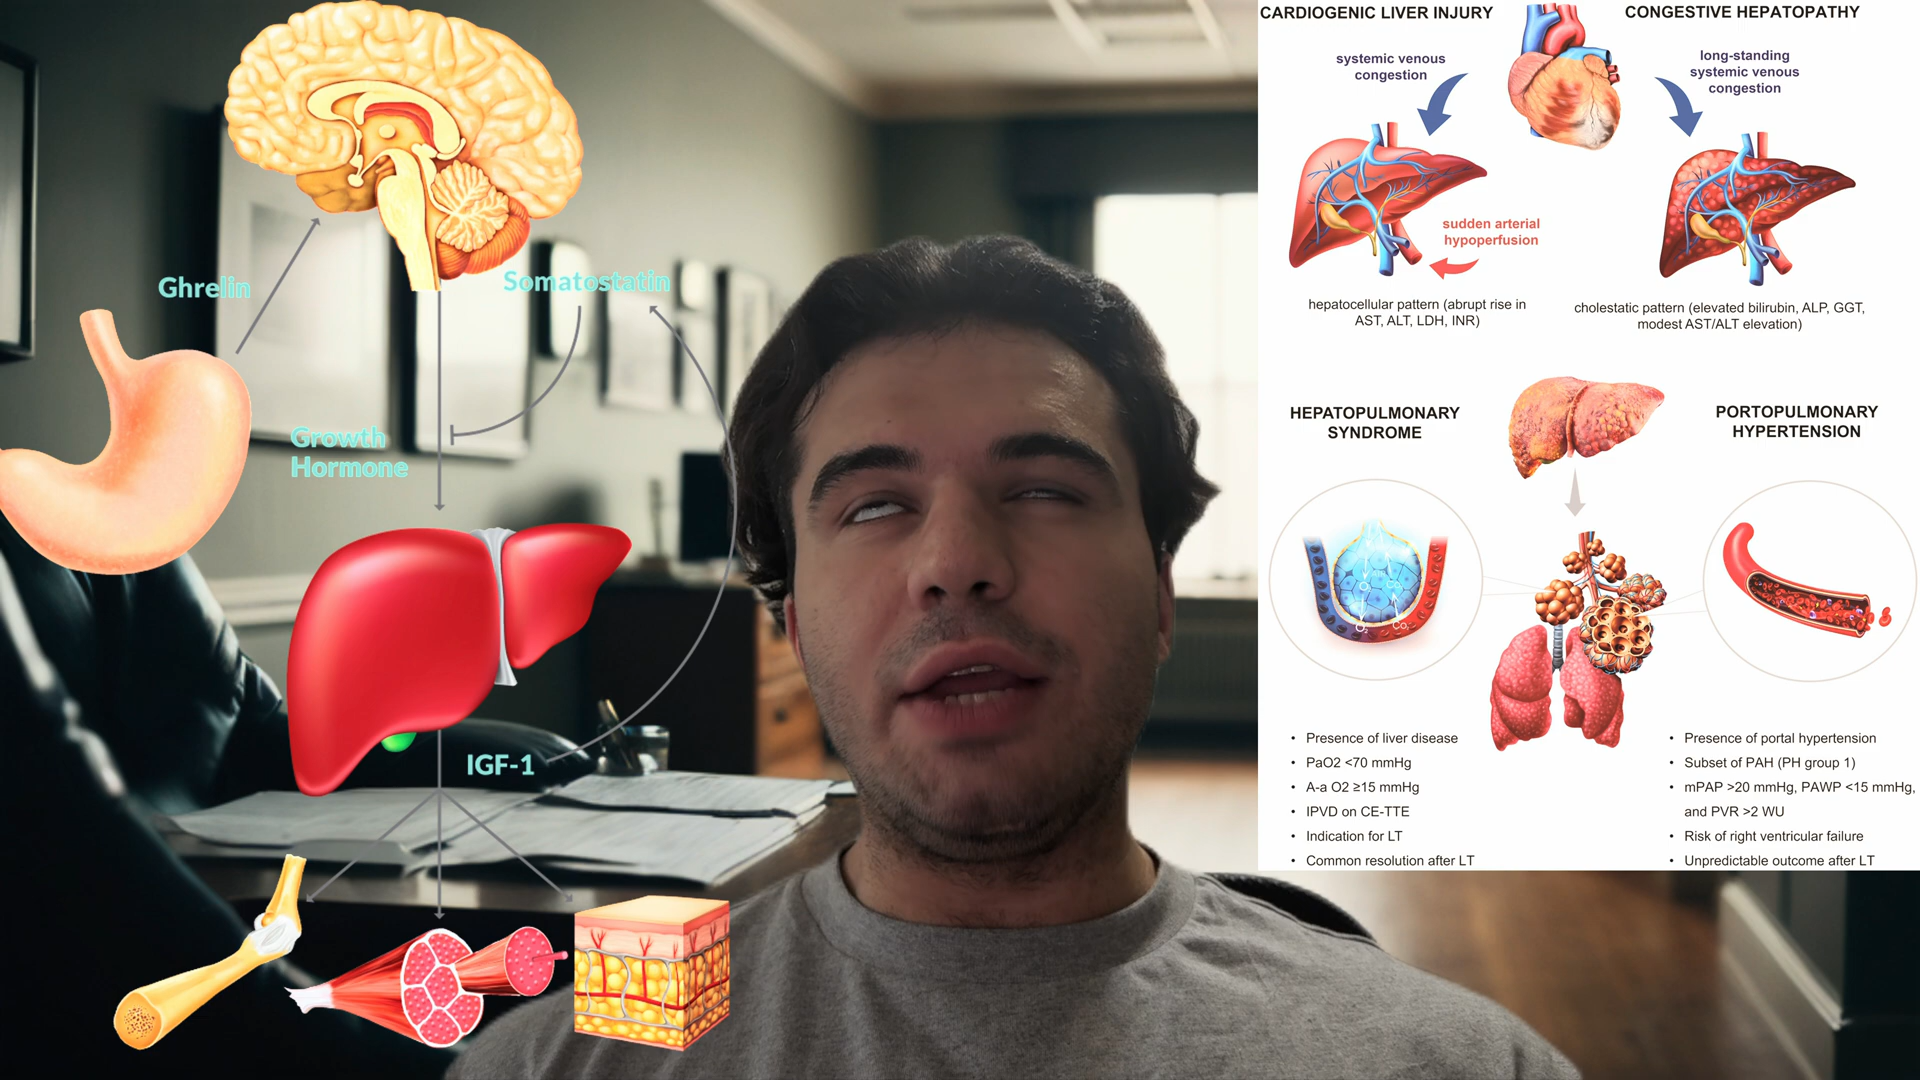 Ghrelin
Somatostatin
Growth
Hormone
IGF-1
CARDIOGENIC LIVER INJURY
CONGESTIVE HEPATOPATHY
systemic venous
congestion
long-standing
systemic venous
congestion
sudden arterial
hypoperfusion
hepatocellular pattern (abrupt rise in
AST, ALT, LDH, INR)
cholestatic pattern (elevated bilirubin, ALP, GGT,
modest AST/ALT elevation)
HEPATOPULMONARY
SYNDROME
PORTOPULMONARY
HYPERTENSION
O2
CO2
• Presence of liver disease
• PaO2 <70 mmHg
• A-a O2 ≥15 mmHg
• IPVD on CE-TTE
• Indication for LT
• Common resolution after LT
• Presence of portal hypertension
• Subset of PAH (PH group 1)
• mPAP >20 mmHg, PAWP <15 mmHg,
and PVR >2 WU
• Risk of right ventricular failure
• Unpredictable outcome after LT